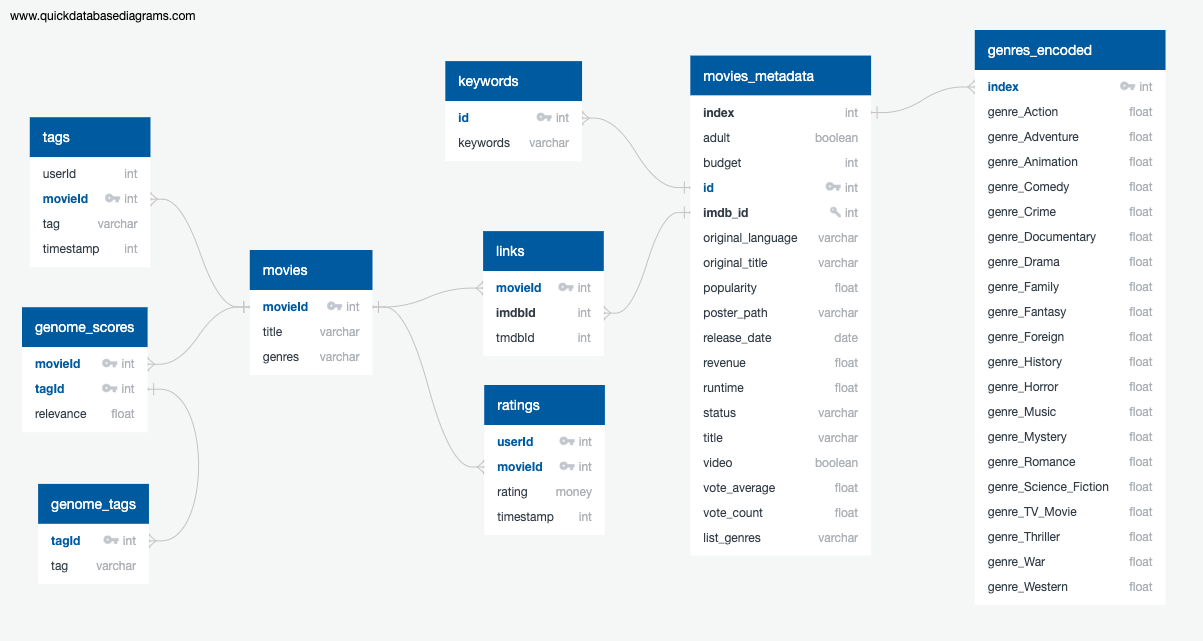 www.quickdatabasediagrams.com
tags
userId int
movieId int
tag varchar
timestamp int
genome_scores
movieId int
tagId int
relevance float
genome_tags
tagId int
tag varchar
movies
movieId int
title varchar
genres varchar
keywords
id int
keywords varchar
links
movieId int
imdbId int
tmdbId int
ratings
userId int
movieId int
rating money
timestamp int
movies_metadata
index int
adult boolean
budget int
id int
imdb_id int
original_language varchar
original_title varchar
popularity float
poster_path varchar
release_date date
revenue float
runtime float
status varchar
title varchar
video boolean
vote_average float
vote_count float
list_genres varchar
genres_encoded
index int
genre_Action float
genre_Adventure float
genre_Animation float
genre_Comedy float
genre_Crime float
genre_Documentary float
genre_Drama float
genre_Family float
genre_Fantasy float
genre_Foreign float
genre_History float
genre_Horror float
genre_Music float
genre_Mystery float
genre_Romance float
genre_Science_Fiction float
genre_TV_Movie float
genre_Thriller float
genre_War float
genre_Western float